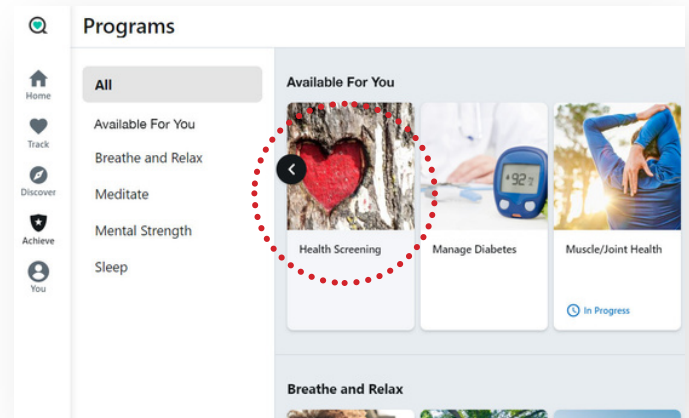 Programs
Home
Track
Discover
Achieve
You
All
Available For You
Breathe and Relax
Meditate
Mental Strength
Sleep
Available For You
Health Screening
92
Manage Diabetes
Muscle/Joint Health
In Progress
Breathe and Relax